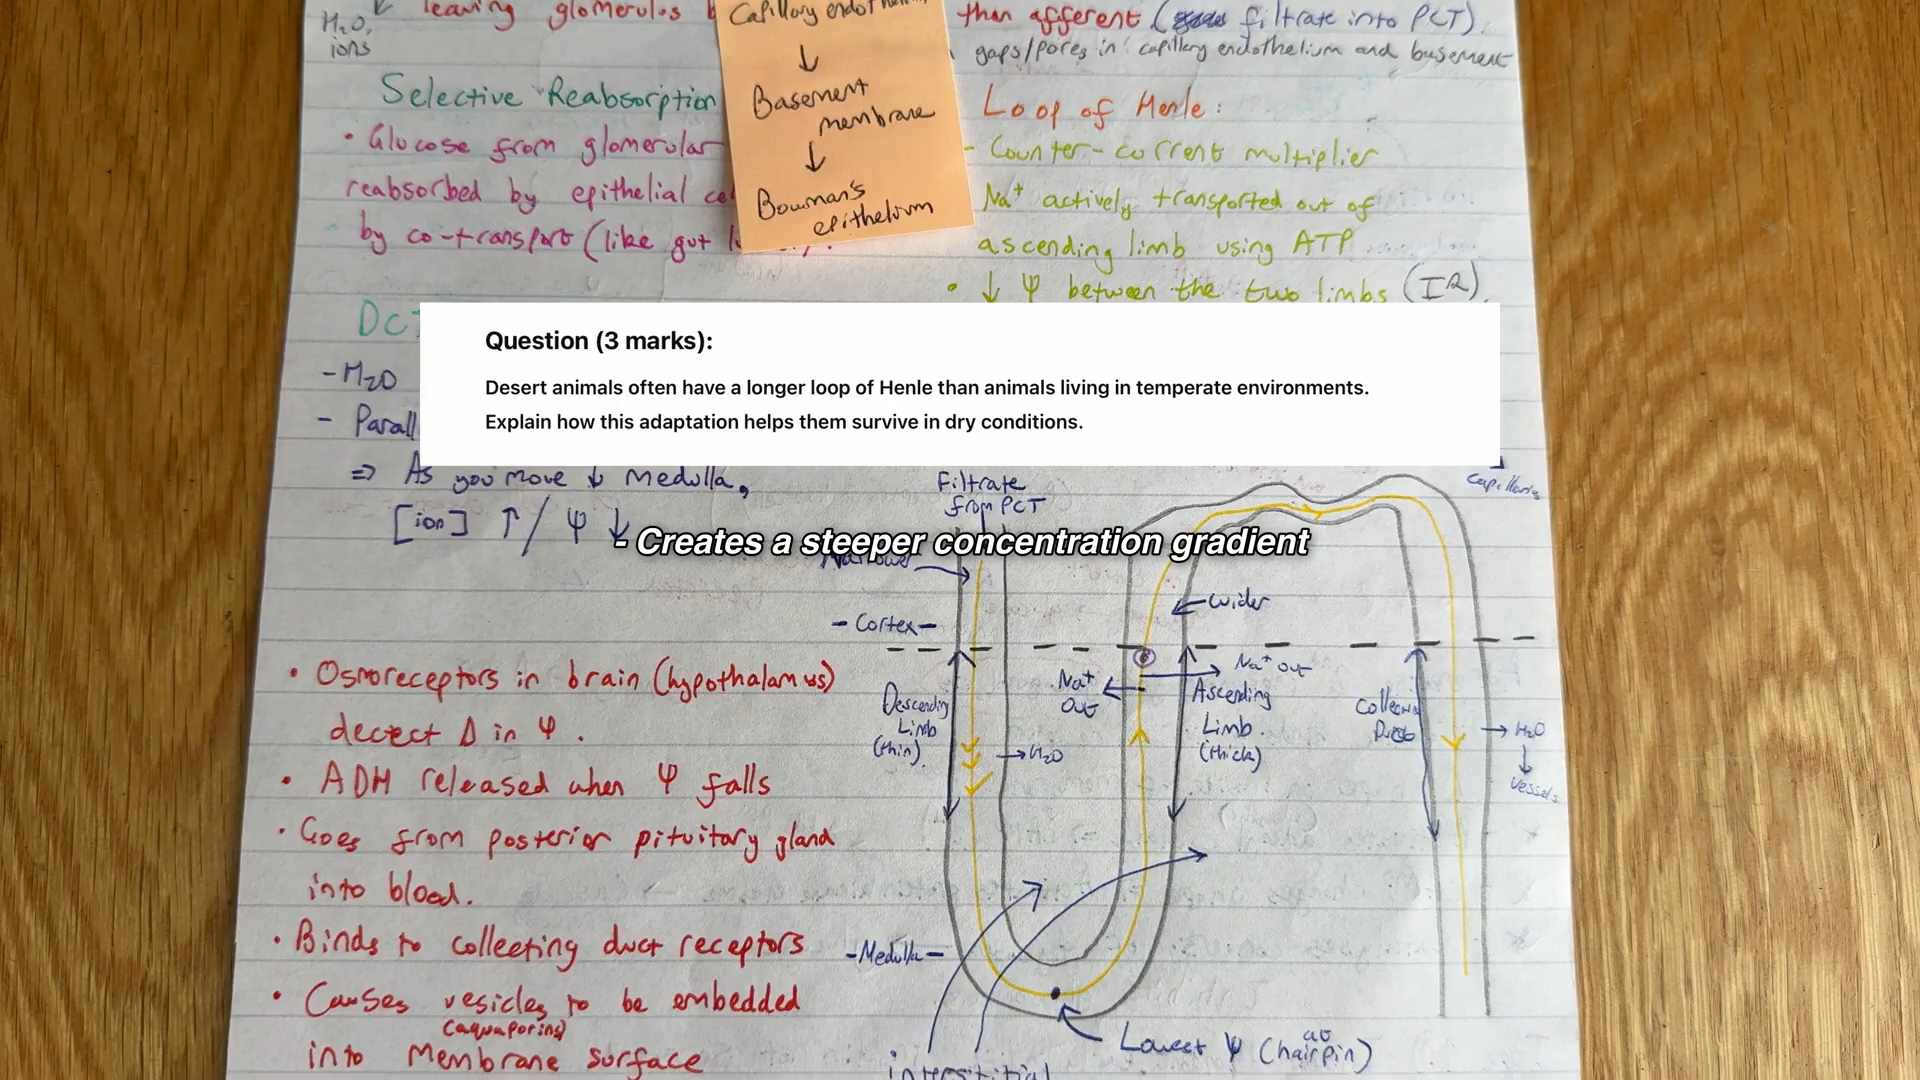 H₂O,
ions
leaving glomerulus
Capillary endothelium
than afferent (filtrate into PCT).
gaps/pores in capillary endothelium and basement
Selective Reabsorption
• Glucose from glomerular
reabsorbed by epithelial
by co-transport (like gut
↓
Basement
membrane
↓
Bowman's
epithelium
Loop of Henle:
- Counter-current multiplier
Na⁺ actively transported out of
ascending limb using ATP
• ↓ Ψ between the two limbs (IR).
Question (3 marks):
Desert animals often have a longer loop of Henle than animals living in temperate environments.
Explain how this adaptation helps them survive in dry conditions.
- H₂O
-
⇒ As you move ↓ medulla,
[ion] ↑/ Ψ ↓
- Creates a steeper concentration gradient
Filtrate
from PCT
Capillaries
Narrower
Wider
- Cortex -
Na⁺
out
Na⁺ out
Descending
Limb
(thin).
→H₂O
Ascending
Limb.
(thick)
Collecting
Duct
→ H₂O
↓
vessels
- Medulla -
Lowest Ψ (at hairpin)
interstitial
• Osmoreceptors in brain (hypothalamus)
detect Δ in Ψ.
• ADH released when Ψ falls
• Goes from posterior pituitary gland
into blood.
• Binds to collecting duct receptors
• Causes vesicles to be embedded
(aquaporins)
into membrane surface